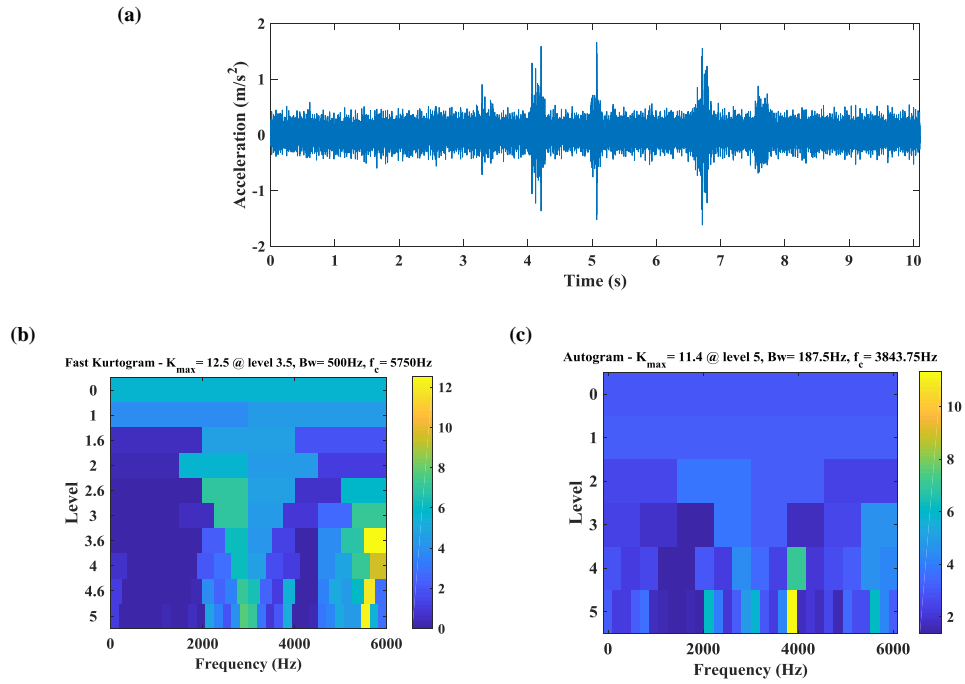 (a)
Acceleration (m/s²)
2
1
0
-1
-2
0 1 2 3 4 5 6 7 8 9 10
Time (s)
(b)
Fast Kurtogram - K_max = 12.5 @ level 3.5, Bw= 500Hz, f_c = 5750Hz
Level
0
1
1.6
2
2.6
3
3.6
4
4.6
5
0 2000 4000 6000
Frequency (Hz)
12
10
8
6
4
2
0
(c)
Autogram - K_max = 11.4 @ level 5, Bw= 187.5Hz, f_c = 3843.75Hz
Level
0
1
2
3
4
5
0 2000 4000 6000
Frequency (Hz)
10
8
6
4
2